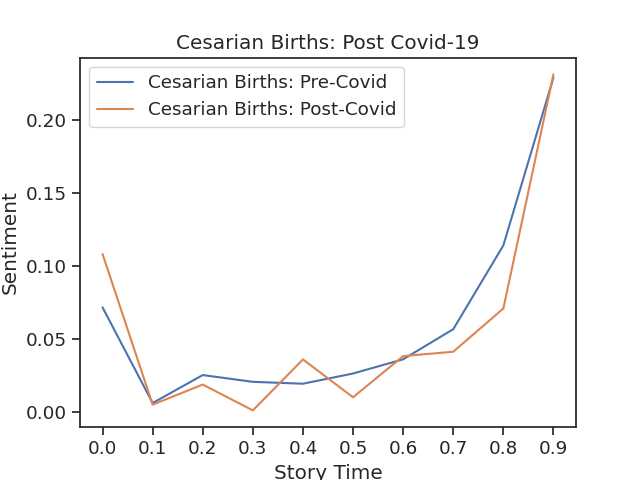 Cesarian Births: Post Covid-19
Cesarian Births: Pre-Covid
Cesarian Births: Post-Covid
Sentiment
0.20
0.15
0.10
0.05
0.00
0.0 0.1 0.2 0.3 0.4 0.5 0.6 0.7 0.8 0.9
Story Time